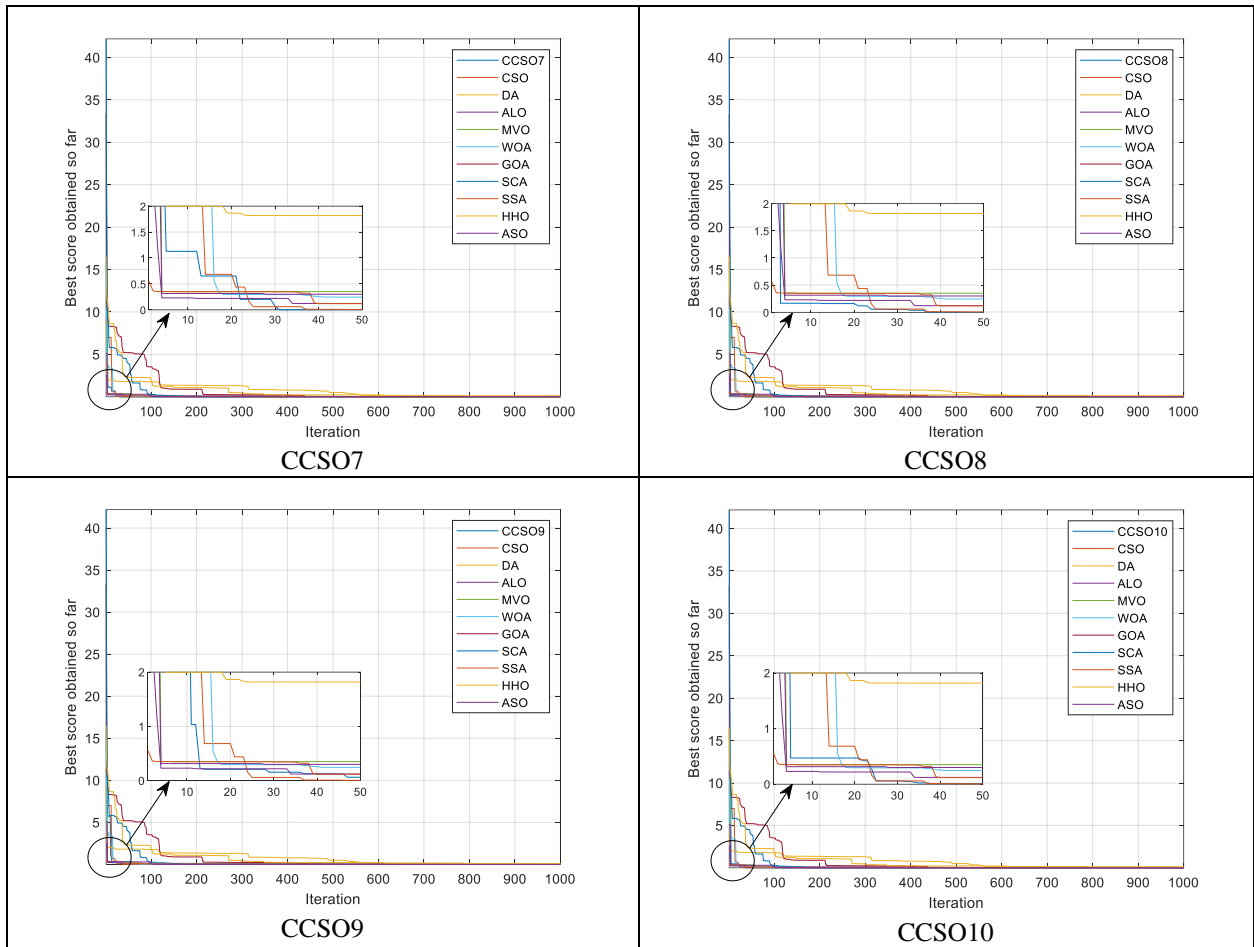 40
35
30
25
20
15
10
5
Best score obtained so far
CCSO7
CSO
DA
ALO
MVO
WOA
GOA
SCA
SSA
HHO
ASO
2
1.5
1
0.5
0
10 20 30 40 50
100 200 300 400 500 600 700 800 900 1000
Iteration
CCSO7
40
35
30
25
20
15
10
5
Best score obtained so far
CCSO8
CSO
DA
ALO
MVO
WOA
GOA
SCA
SSA
HHO
ASO
2
1.5
1
0.5
0
10 20 30 40 50
100 200 300 400 500 600 700 800 900 1000
Iteration
CCSO8
40
35
30
25
20
15
10
5
Best score obtained so far
CCSO9
CSO
DA
ALO
MVO
WOA
GOA
SCA
SSA
HHO
ASO
2
1
0
10 20 30 40 50
100 200 300 400 500 600 700 800 900 1000
Iteration
CCSO9
40
35
30
25
20
15
10
5
Best score obtained so far
CCSO10
CSO
DA
ALO
MVO
WOA
GOA
SCA
SSA
HHO
ASO
2
1
0
10 20 30 40 50
100 200 300 400 500 600 700 800 900 1000
Iteration
CCSO10